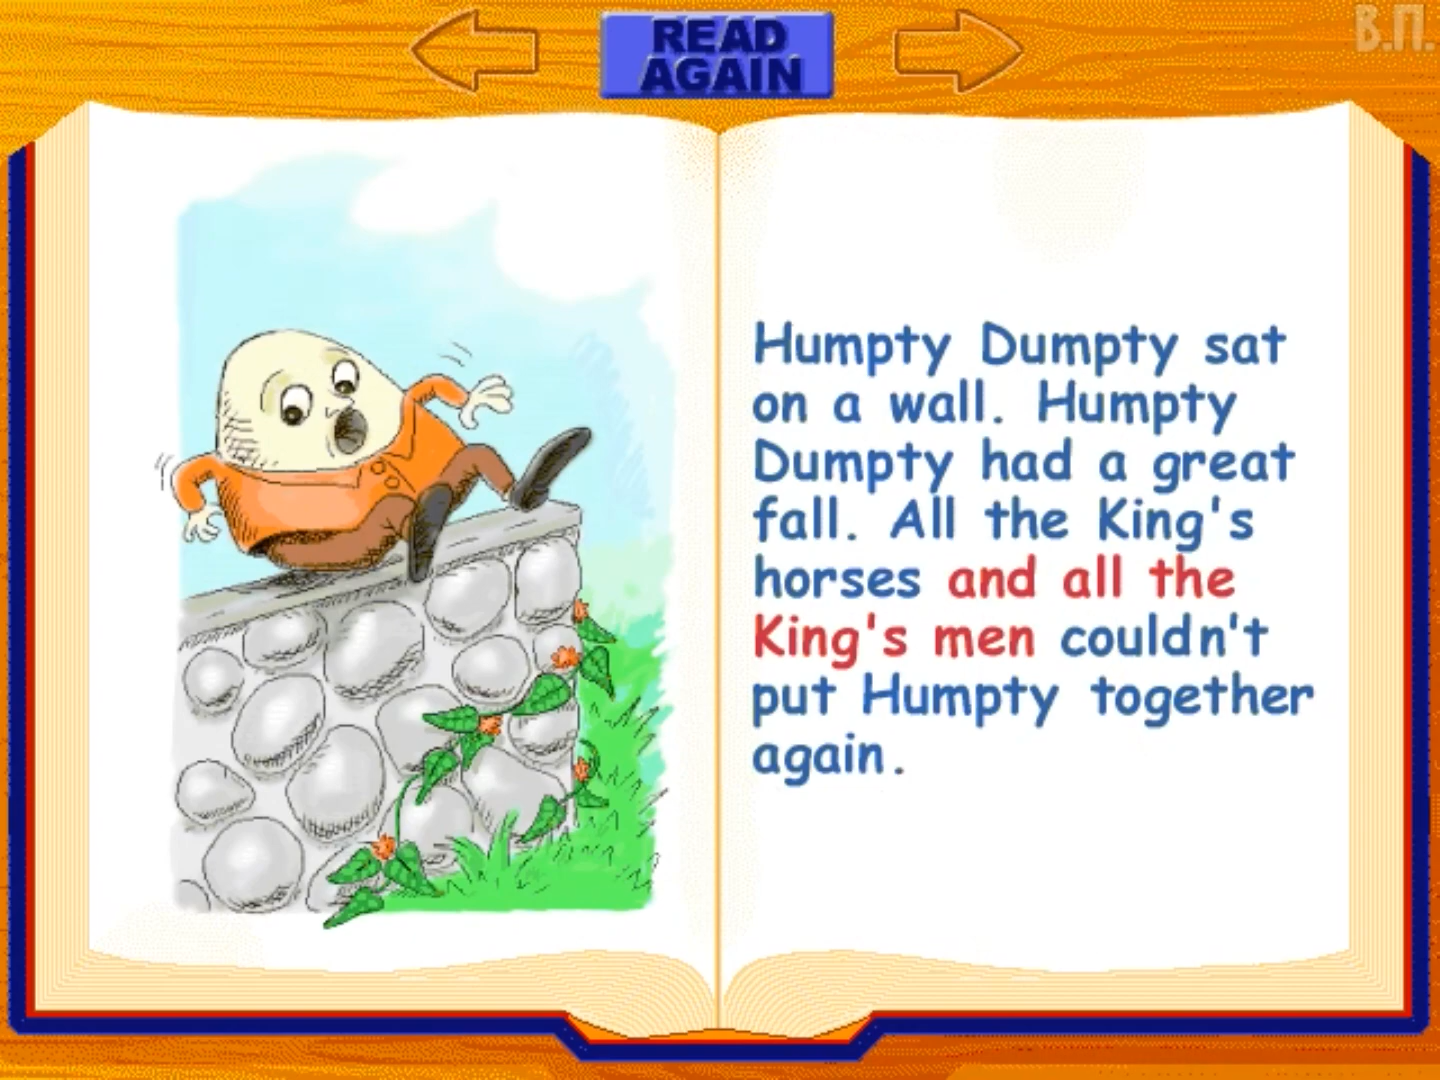 READ
AGAIN
В.П.
Humpty Dumpty sat
on a wall. Humpty
Dumpty had a great
fall. All the King's
horses and all the
King's men couldn't
put Humpty together
again.